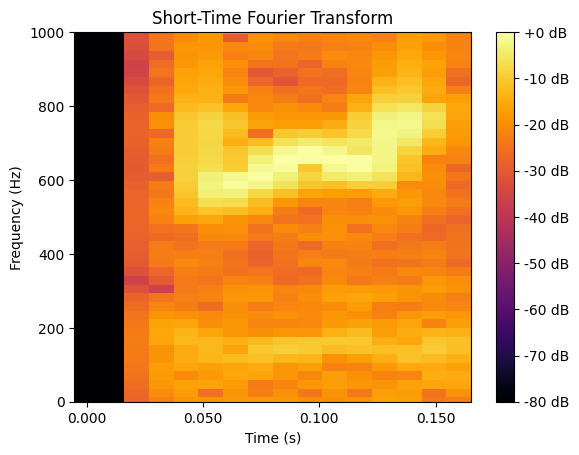 Short-Time Fourier Transform
1000
800
600
400
200
0
Frequency (Hz)
0.000
0.050
0.100
0.150
Time (s)
+0 dB
-10 dB
-20 dB
-30 dB
-40 dB
-50 dB
-60 dB
-70 dB
-80 dB